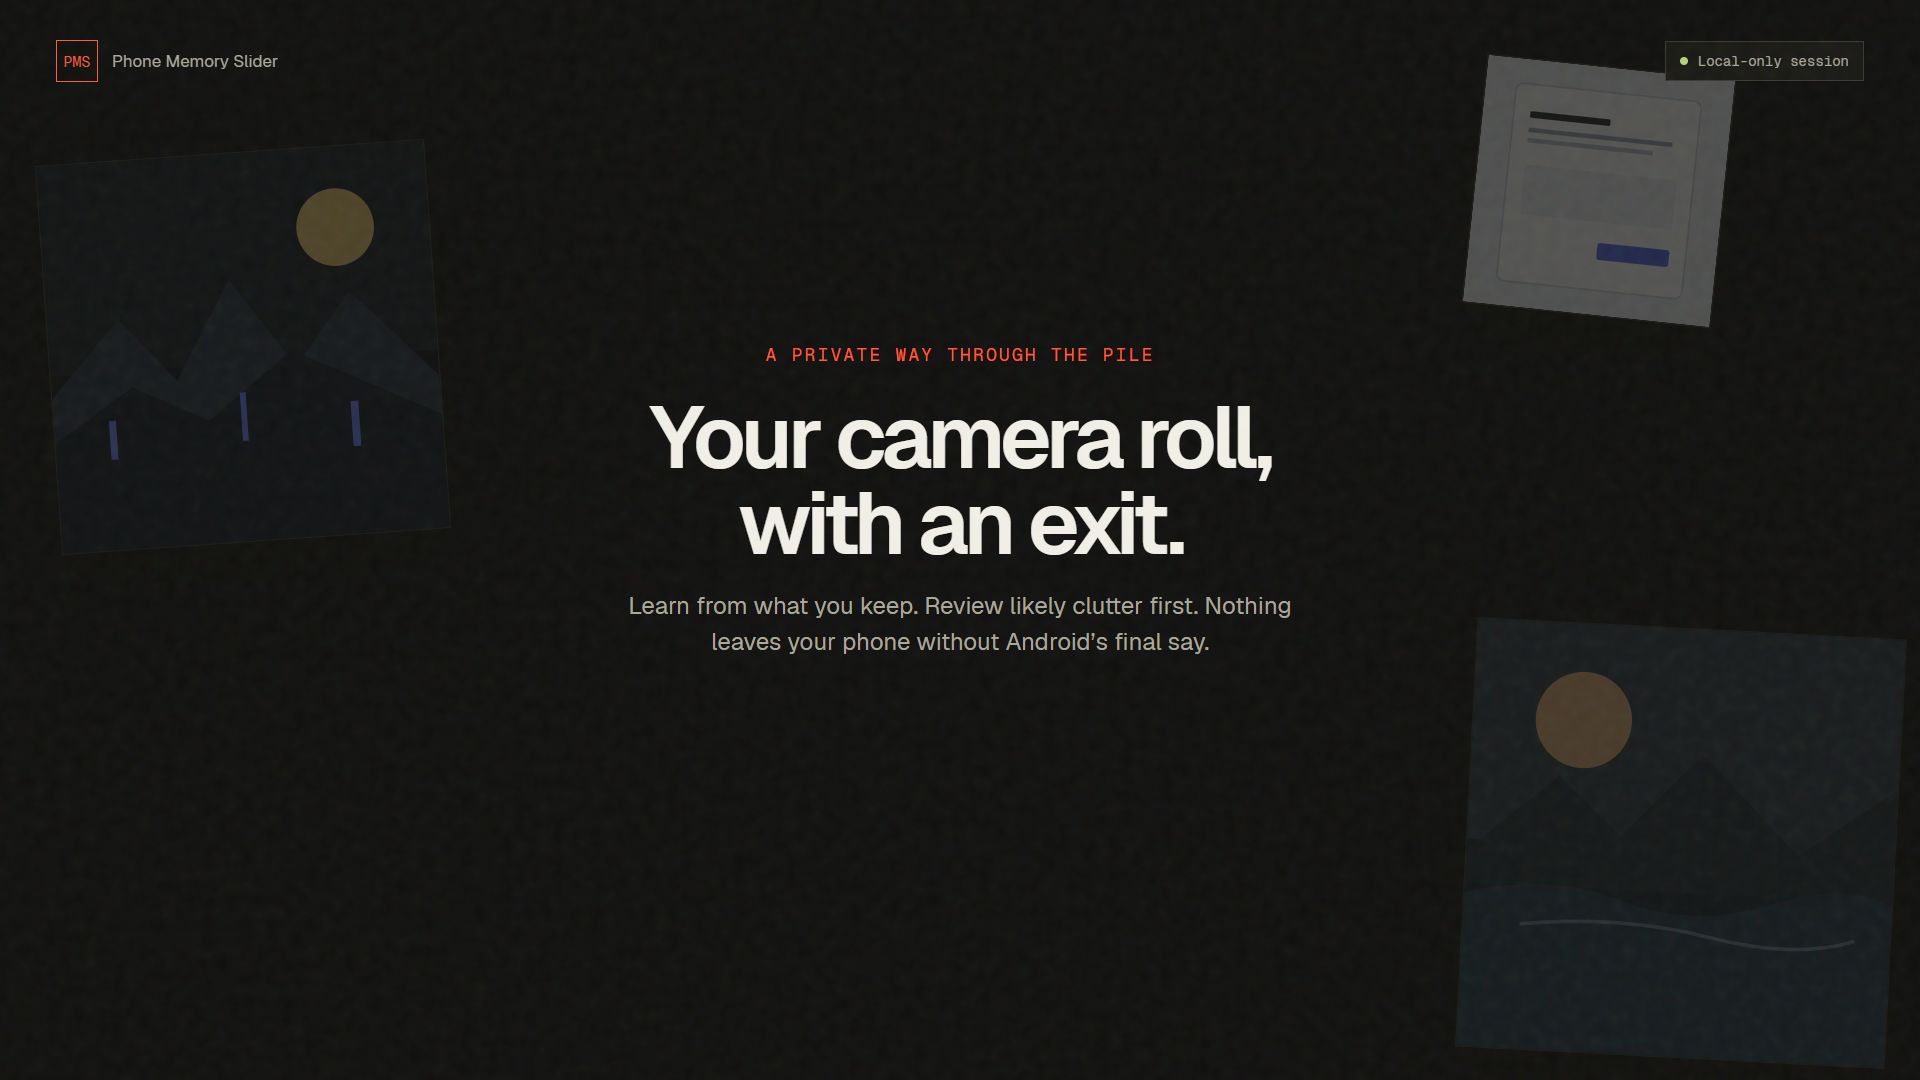 PMS
Phone Memory Slider
Local-only session
A PRIVATE WAY THROUGH THE PILE
Your camera roll,
with an exit.
Learn from what you keep. Review likely clutter first. Nothing
leaves your phone without Android’s final say.